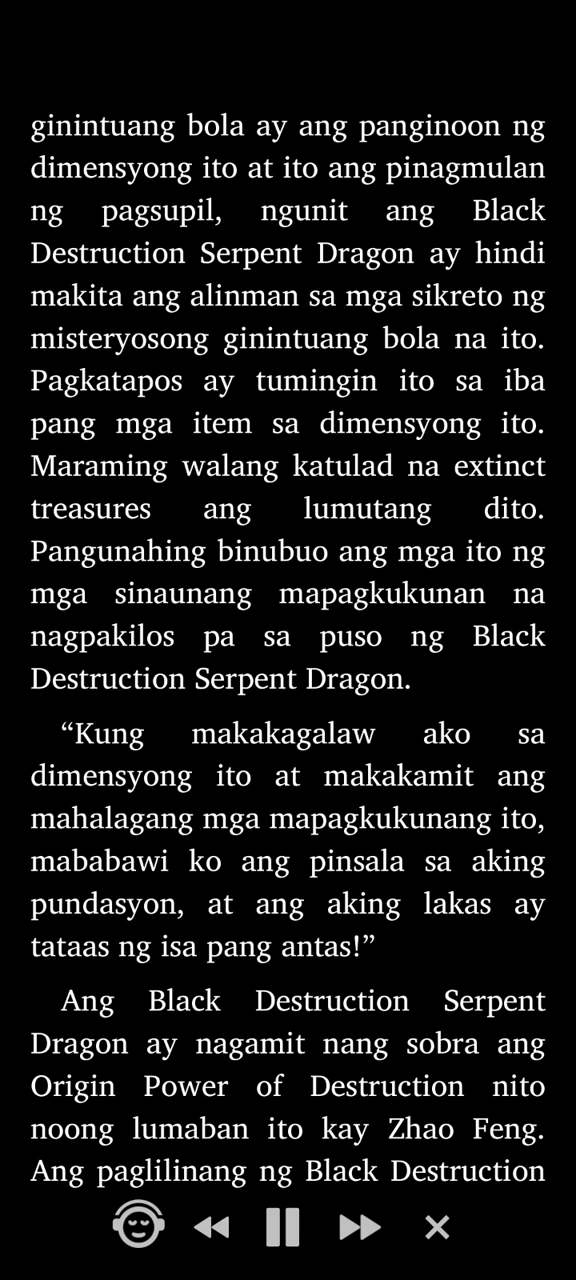 ginintuang bola ay ang panginoon ng
dimensyong ito at ito ang pinagmulan
ng pagsupil, ngunit ang Black
Destruction Serpent Dragon ay hindi
makita ang alinman sa mga sikreto ng
misteryosong ginintuang bola na ito.
Pagkatapos ay tumingin ito sa iba
pang mga item sa dimensyong ito.
Maraming walang katulad na extinct
treasures ang lumutang dito.
Pangunahing binubuo ang mga ito ng
mga sinaunang mapagkukunan na
nagpakilos pa sa puso ng Black
Destruction Serpent Dragon.
“Kung makakagalaw ako sa
dimensyong ito at makakamit ang
mahalagang mga mapagkukunang ito,
mababawi ko ang pinsala sa aking
pundasyon, at ang aking lakas ay
tataas ng isa pang antas!”
Ang Black Destruction Serpent
Dragon ay nagamit nang sobra ang
Origin Power of Destruction nito
noong lumaban ito kay Zhao Feng.
Ang paglilinang ng Black Destruction